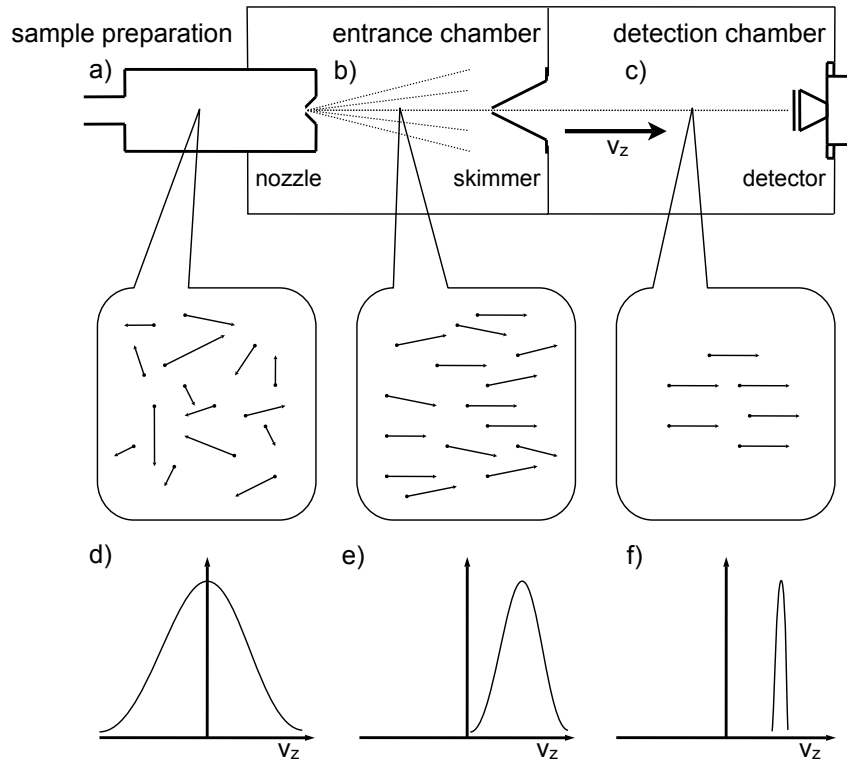 sample preparation
entrance chamber
detection chamber
a)
b)
c)
v_z
nozzle
skimmer
detector
d)
e)
f)
v_z
v_z
v_z